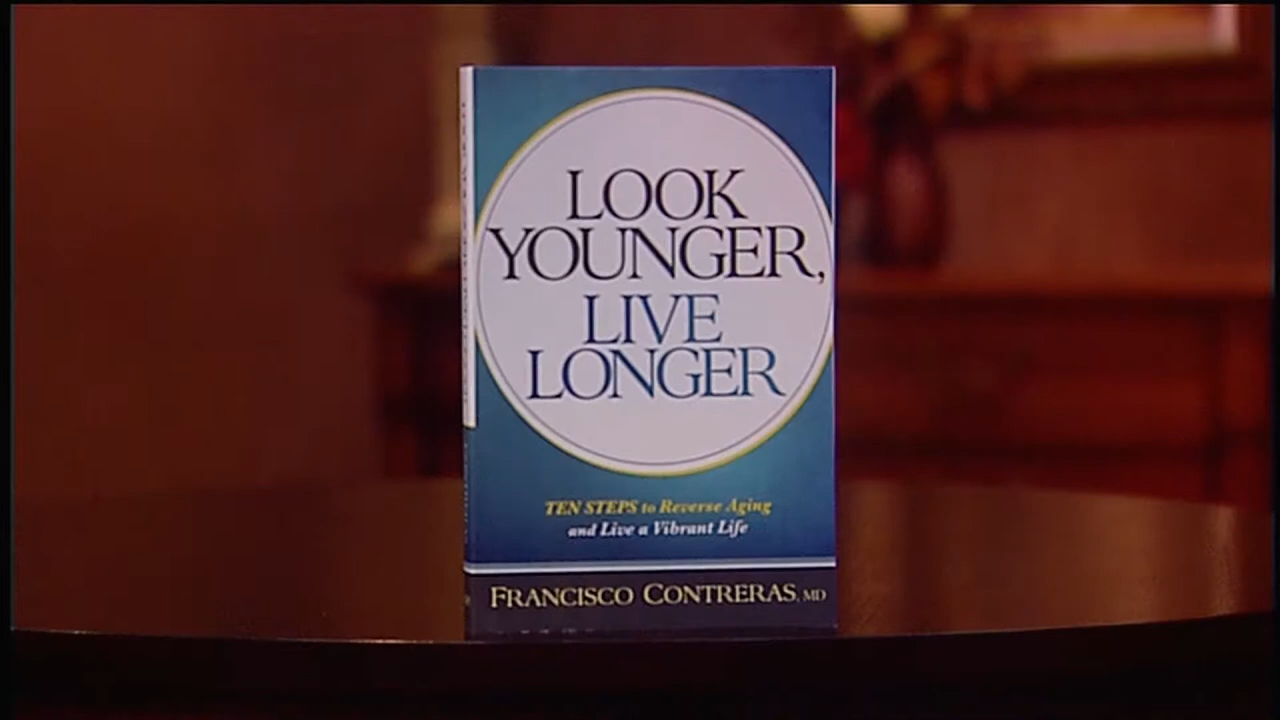 LOOK
YOUNGER,
LIVE
LONGER
TEN STEPS to Reverse Aging
and Live a Vibrant Life
FRANCISCO CONTRERAS, MD